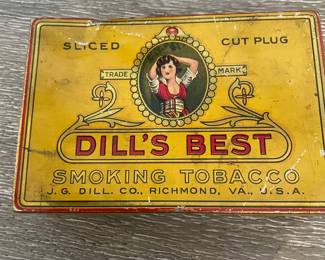 SLICED CUT PLUG
TRADE MARK
DILL'S BEST
SMOKING TOBACCO
J. G. DILL. CO., RICHMOND, VA., U.S.A.